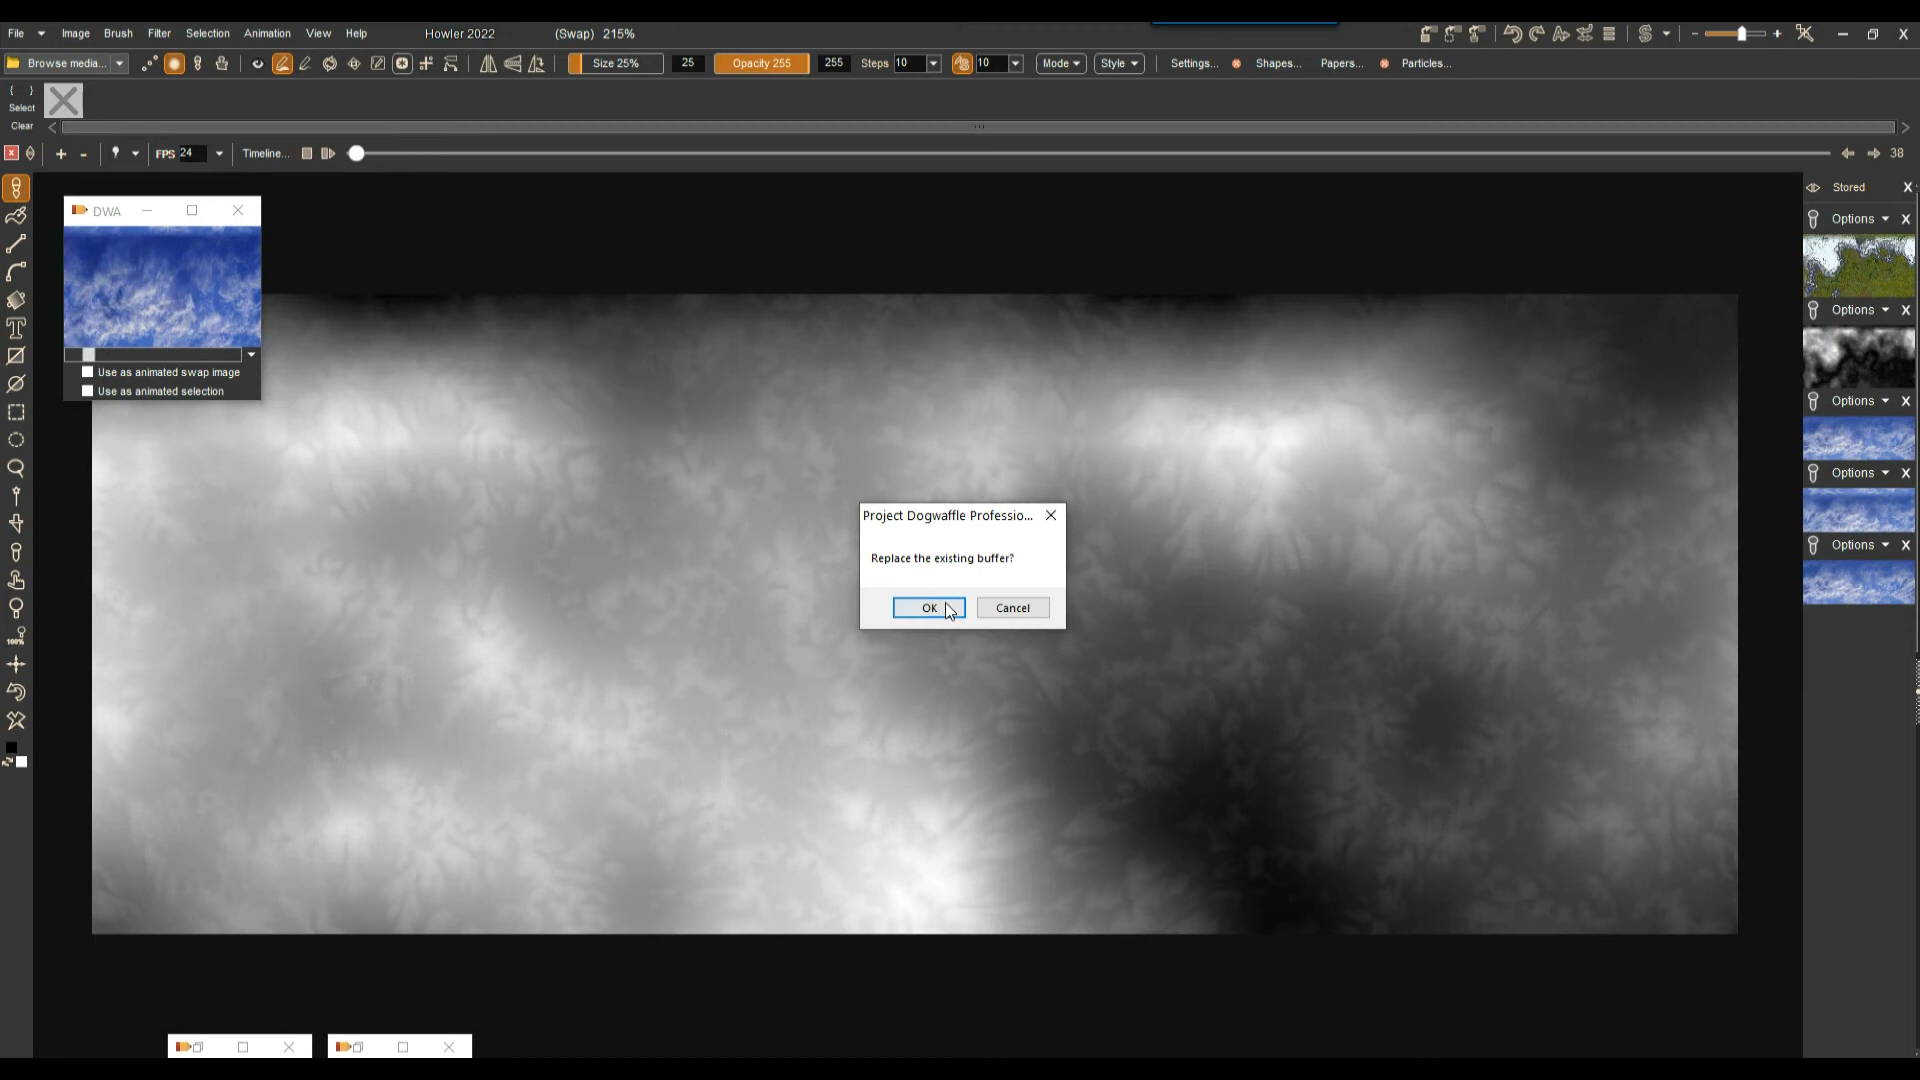 File Image Brush Filter Selection Animation View Help Howler 2022 (Swap) 215%
Browse media... Size 25% 25 Opacity 255 255 Steps 10 10 Mode Style Settings... Shapes... Papers... Particles...
{ }
Select
Clear
+ - FPS 24 Timeline... 38
Stored X
DWA
Options X
Use as animated swap image
Use as animated selection
Options X
Options X
Options X
Options X
Project Dogwaffle Professio...
Replace the existing buffer?
OK Cancel
100%